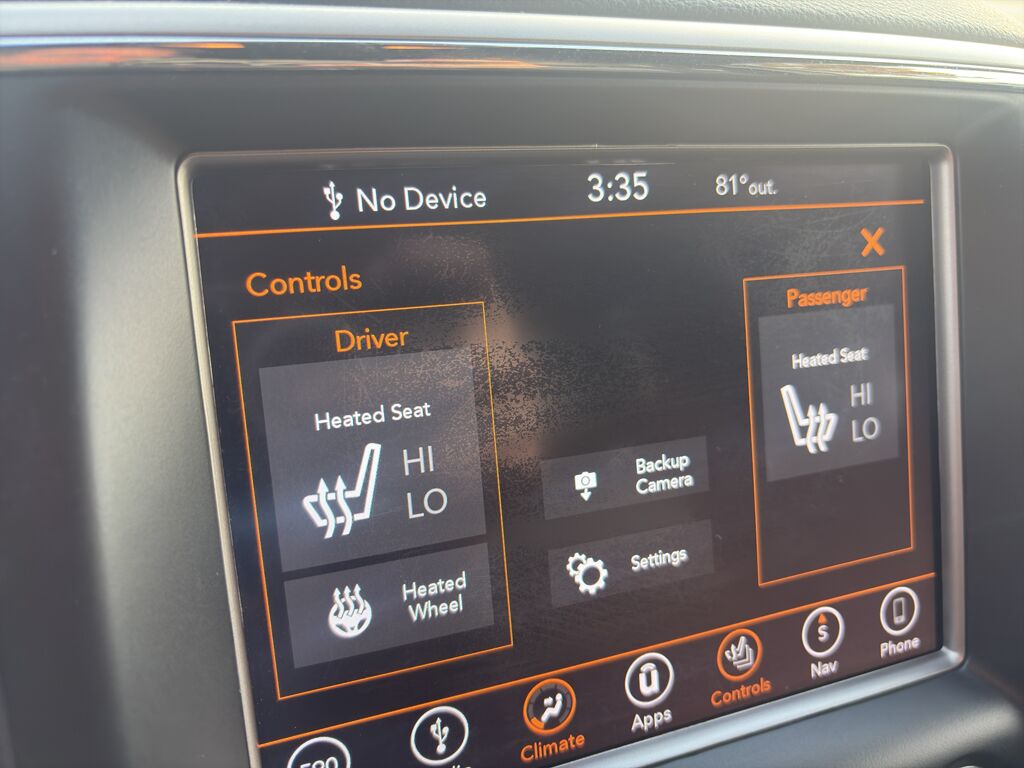 No Device
3:35
81° out.
Controls
Driver
Heated Seat
HI
LO
Heated
Wheel
Backup
Camera
Settings
Passenger
Heated Seat
HI
LO
Climate
Apps
Controls
S
Nav
Phone